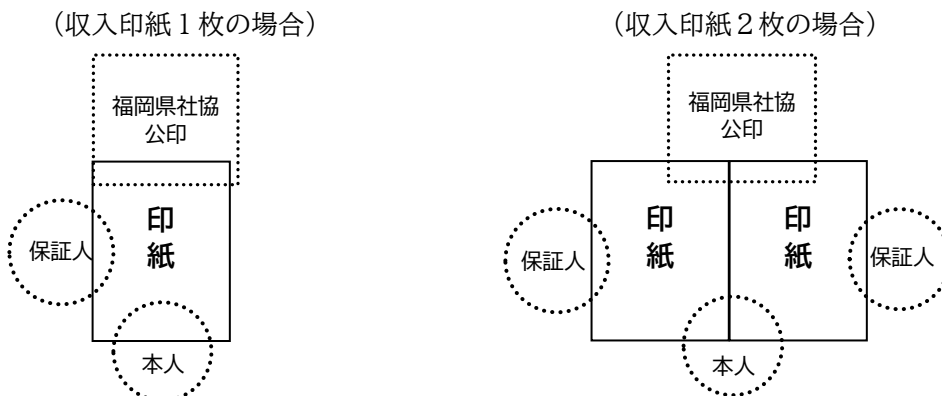 （収入印紙１枚の場合）
福岡県社協
公印
印
紙
保証人
本人
（収入印紙２枚の場合）
福岡県社協
公印
印
紙
印
紙
保証人
保証人
本人